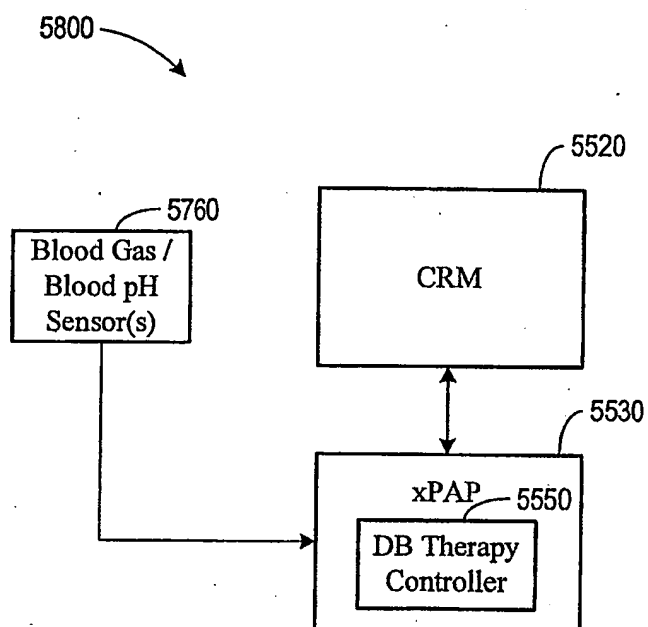 5800
5520
5760
Blood Gas /
Blood pH
Sensor(s)
CRM
5530
xPAP
5550
DB Therapy
Controller